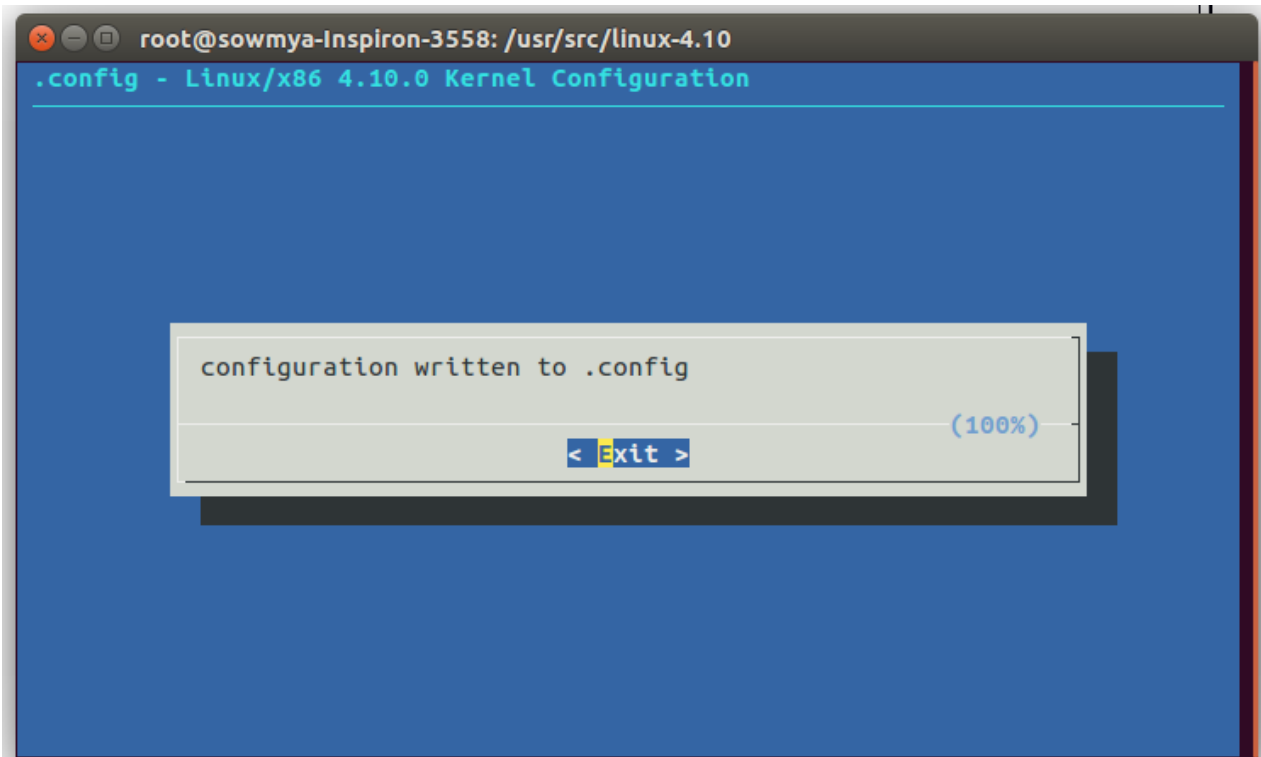 root@sowmya-Inspiron-3558: /usr/src/linux-4.10
.config - Linux/x86 4.10.0 Kernel Configuration
configuration written to .config
(100%)
< Exit >